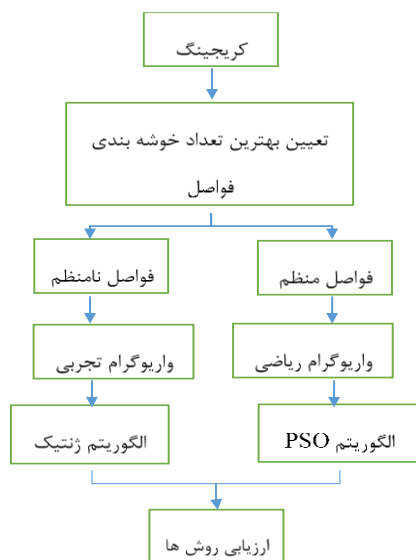 کریجینگ
تعیین بهترین تعداد خوشه بندی
فواصل
فواصل منظم
فواصل نامنظم
واریوگرام ریاضی
واریوگرام تجربی
الگوریتم PSO
الگوریتم ژنتیک
ارزیابی روش ها